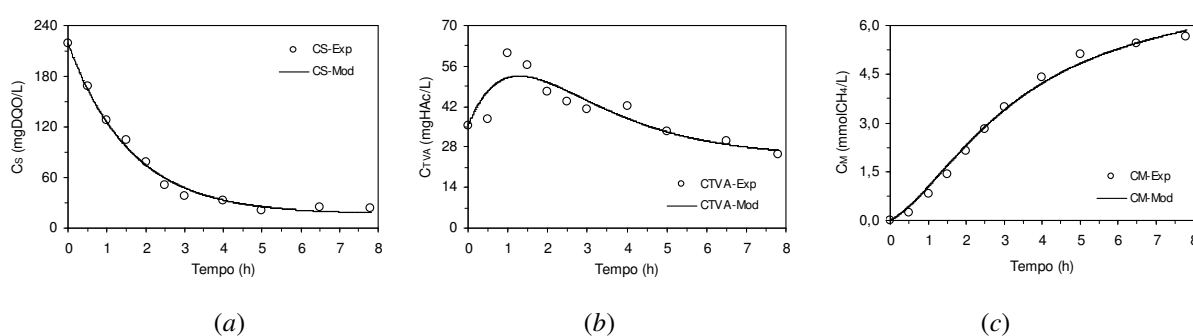 240
180
120
60
0
C_S (mgDQO/L)
CS-Exp
CS-Mod
0 1 2 3 4 5 6 7 8
Tempo (h)
(a)
70
56
42
28
14
0
C_TVA (mgHAc/L)
CTVA-Exp
CTVA-Mod
0 1 2 3 4 5 6 7 8
Tempo (h)
(b)
6,0
4,5
3,0
1,5
0,0
C_M (mmolCH_4/L)
CM-Exp
CM-Mod
0 1 2 3 4 5 6 7 8
Tempo (h)
(c)